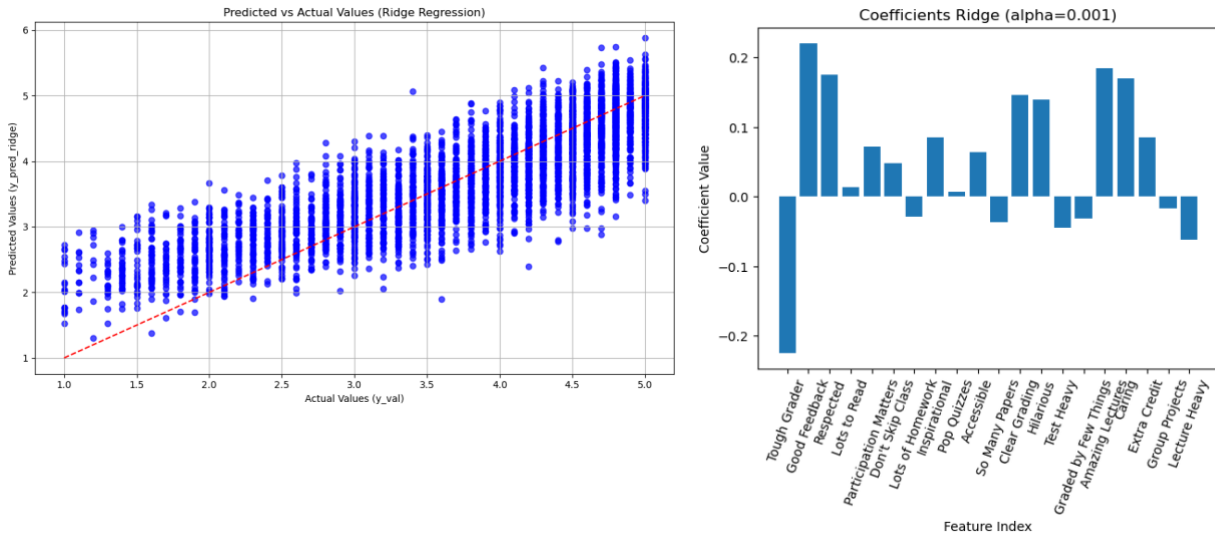 Predicted vs Actual Values (Ridge Regression)
Predicted Values (y_pred_ridge)
6
5
4
3
2
1
1.0 1.5 2.0 2.5 3.0 3.5 4.0 4.5 5.0
Actual Values (y_val)
Coefficients Ridge (alpha=0.001)
Coefficient Value
0.2
0.1
0.0
−0.1
−0.2
Tough Grader
Good Feedback
Respected
Lots to Read
Participation Matters
Don't Skip Class
Lots of Homework
Inspirational
Pop Quizzes
Accessible
So Many Papers
Clear Grading
Hilarious
Test Heavy
Graded by Few Things
Amazing Lectures
Caring
Extra Credit
Group Projects
Lecture Heavy
Feature Index